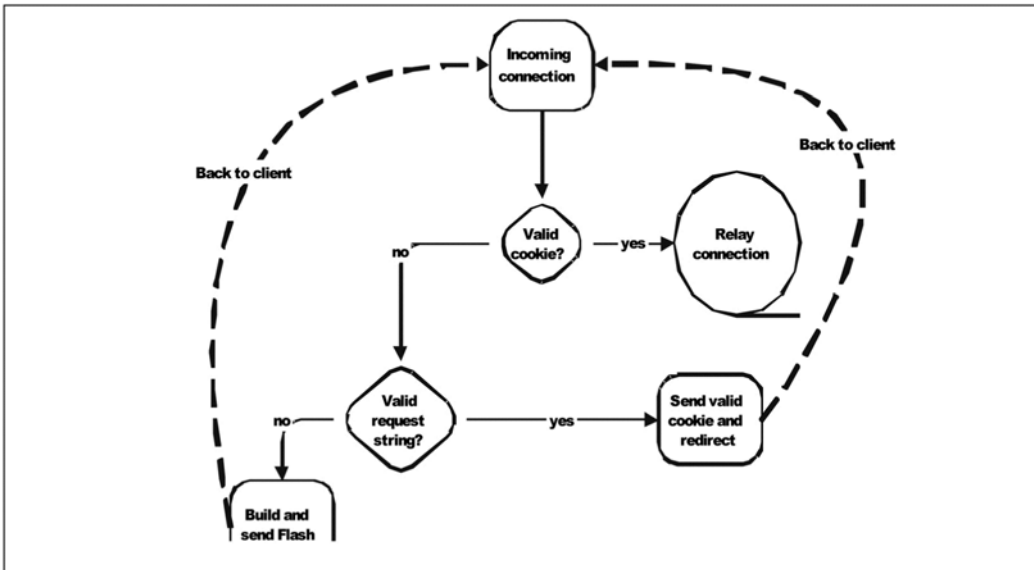 Incoming
connection
Back to client
Back to client
Valid
cookie?
no
yes
Relay
connection
Valid
request
string?
no
yes
Send valid
cookie and
redirect
Build and
send Flash